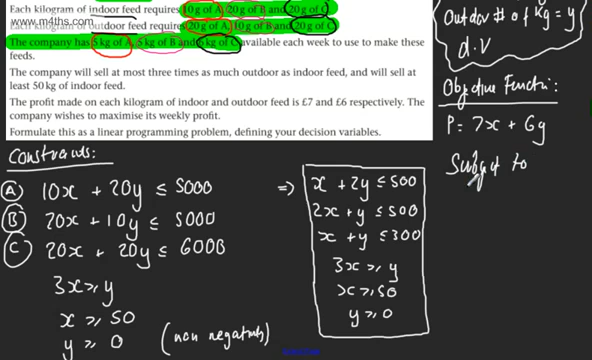 Each kilogram of indoor feed requires 10 g of A, 20 g of B and 20 g of C.
www.m4ths.com
Each kilogram of outdoor feed requires 20 g of A, 10 g of B and 20 g of C.
The company has 5 kg of A, 5 kg of B and 6 kg of C available each week to use to make these
feeds.
The company will sell at most three times as much outdoor as indoor feed, and will sell at
least 50 kg of indoor feed.
The profit made on each kilogram of indoor and outdoor feed is £7 and £6 respectively. The
company wishes to maximise its weekly profit.
Formulate this as a linear programming problem, defining your decision variables.
Outdoor # of Kg = y
d.V
Objective Functi:
P = 7x + 6y
Subject to
Constraints:
A 10x + 20y ≤ 5000
B 20x + 10y ≤ 5000
C 20x + 20y ≤ 6000
3x ≥ y
x ≥ 50
y ≥ 0 (non negativity)
=> x + 2y ≤ 500
2x + y ≤ 500
x + y ≤ 300
3x ≥ y
x ≥ 50
y ≥ 0